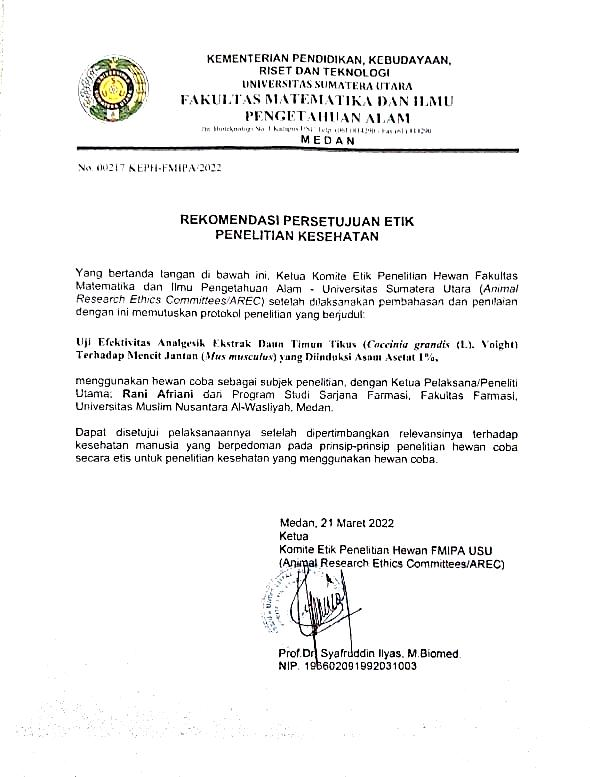 KEMENTERIAN PENDIDIKAN, KEBUDAYAAN,
RISET DAN TEKNOLOGI
UNIVERSITAS SUMATERA UTARA
FAKULTAS MATEMATIKA DAN ILMU
PENGETAHUAN ALAM
Jln. Bioteknologi No. 1 Kampus USU Telp. (061)
MEDAN
No. 00217 KEPH-FMIPA/2022
REKOMENDASI PERSETUJUAN ETIK
PENELITIAN KESEHATAN
Yang bertanda tangan di bawah ini, Ketua Komite Etik Penelitian Hewan Fakultas
Matematika dan Ilmu Pengetahuan Alam - Universitas Sumatera Utara (Animal
Research Ethics Committees/AREC) setelah dilaksanakan pembahasan dan penilaian
dengan ini memutuskan protokol penelitian yang berjudul:
Uji Efektivitas Analgesik Ekstrak Daun Timun Tikus (Coccinia grandis (L). Voight)
Terhadap Mencit Jantan (Mus musculus) yang Diinduksi Asam Asetat 1%,
menggunakan hewan coba sebagai subjek penelitian, dengan Ketua Pelaksana/Peneliti
Utama: Rani Afriani dari Program Studi Sarjana Farmasi, Fakultas Farmasi,
Universitas Muslim Nusantara Al-Wasliyah, Medan.
Dapat disetujui pelaksanaannya setelah dipertimbangkan relevansinya terhadap
kesehatan manusia yang berpedoman pada prinsip-prinsip penelitian hewan coba
secara etis untuk penelitian kesehatan yang menggunakan hewan coba.
Medan, 21 Maret 2022
Ketua
Komite Etik Penelitian Hewan FMIPA USU
(Animal Research Ethics Committees/AREC)
Prof.Dr. Syafruddin Ilyas, M.Biomed.
NIP. 196602091992031003